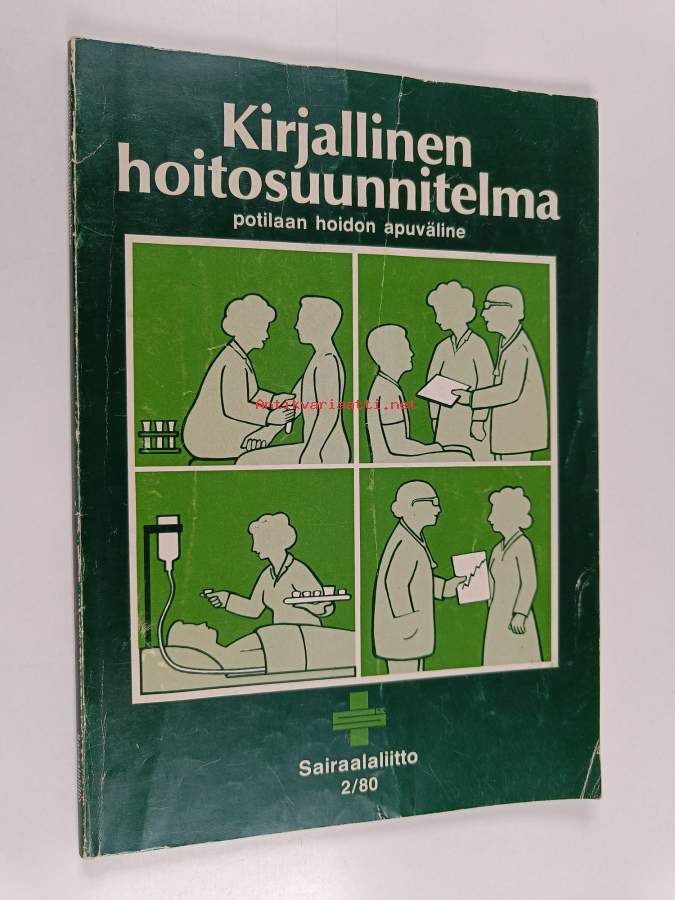 Kirjallinen
hoitosuunnitelma
potilaan hoidon apuväline
Antikvariaatti.net
Sairaalaliitto
2/80